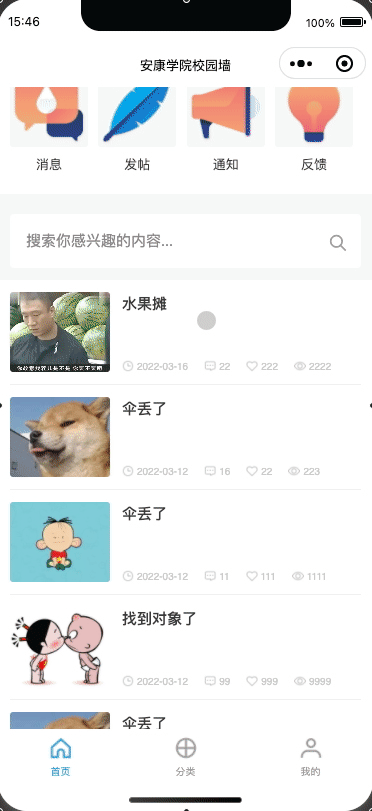 15:46
100%
安康学院校园墙
消息
发帖
通知
反馈
搜索你感兴趣的内容...
水果摊
2022-03-16 22 222 2222
伞丢了
2022-03-12 16 22 223
伞丢了
2022-03-12 11 111 1111
找到对象了
2022-03-12 99 999 9999
伞丢了
首页
分类
我的